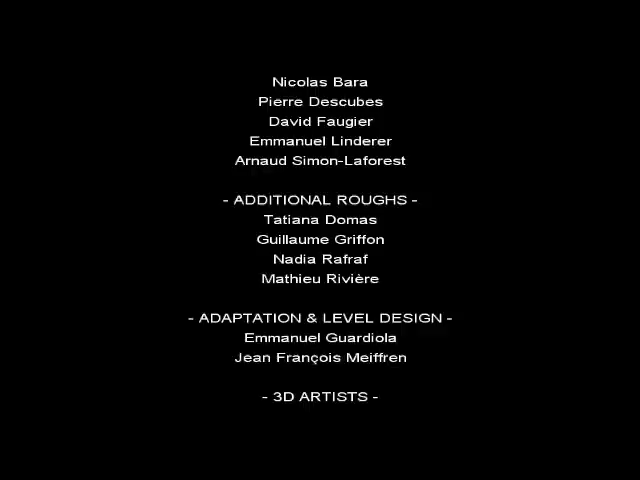 Nicolas Bara
Pierre Descubes
David Faugier
Emmanuel Linderer
Arnaud Simon-Laforest
- ADDITIONAL ROUGHS -
Tatiana Domas
Guillaume Griffon
Nadia Rafraf
Mathieu Rivière
- ADAPTATION & LEVEL DESIGN -
Emmanuel Guardiola
Jean François Meiffren
- 3D ARTISTS -